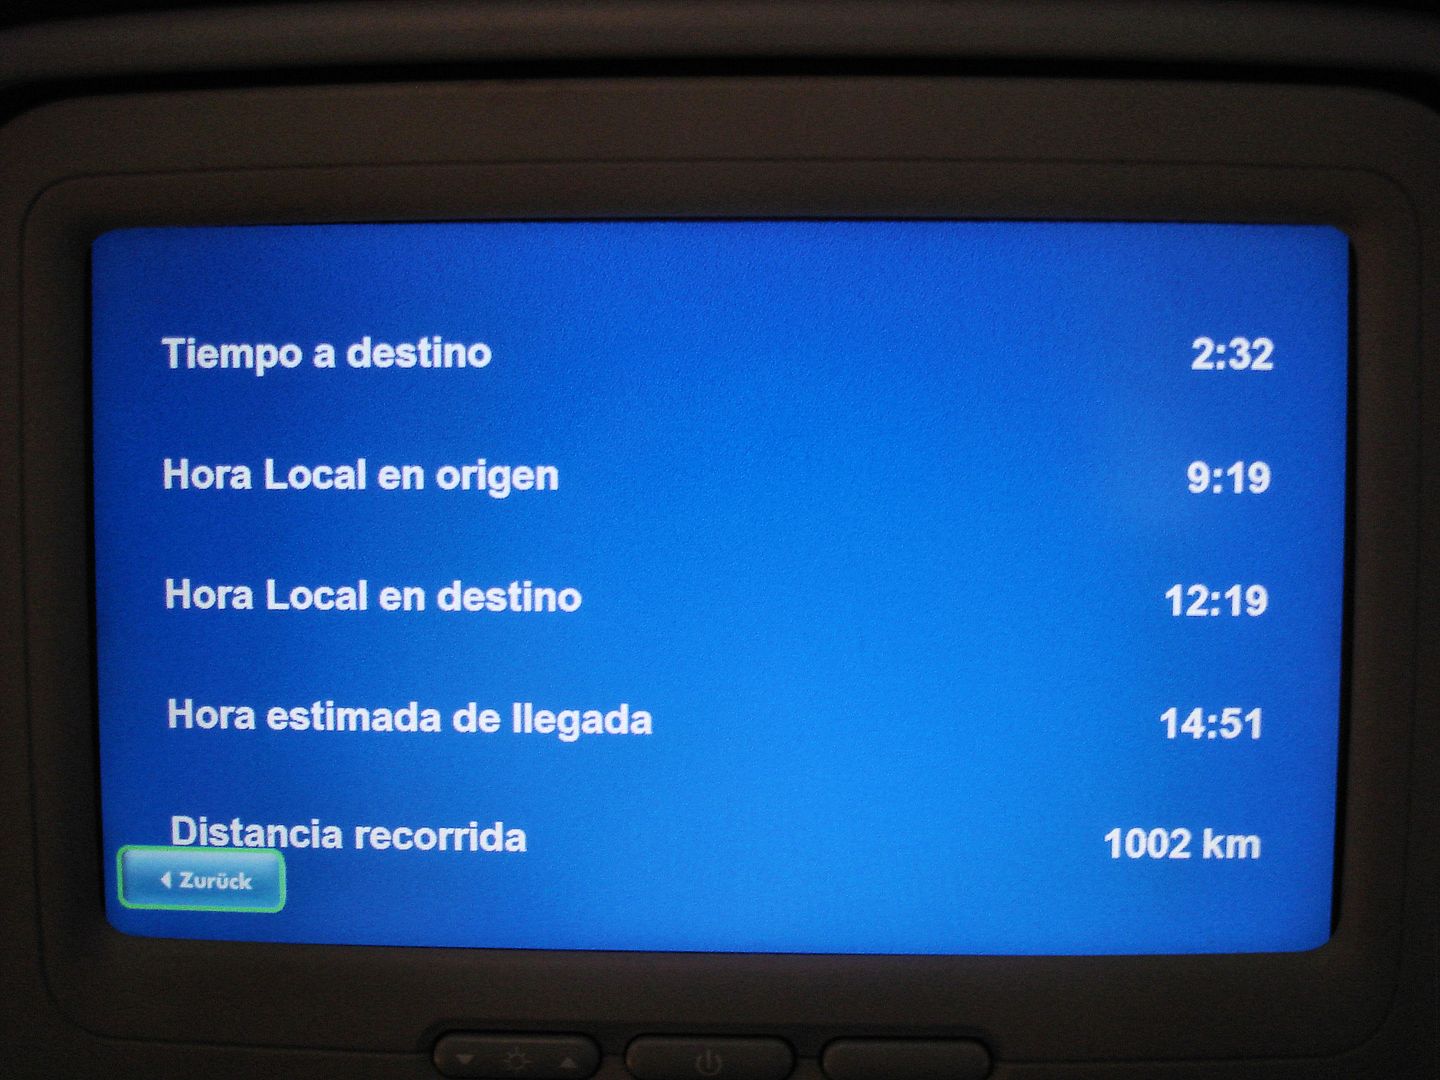 Tiempo a destino 2:32
Hora Local en origen 9:19
Hora Local en destino 12:19
Hora estimada de llegada 14:51
Distancia recorrida 1002 km
Zurück